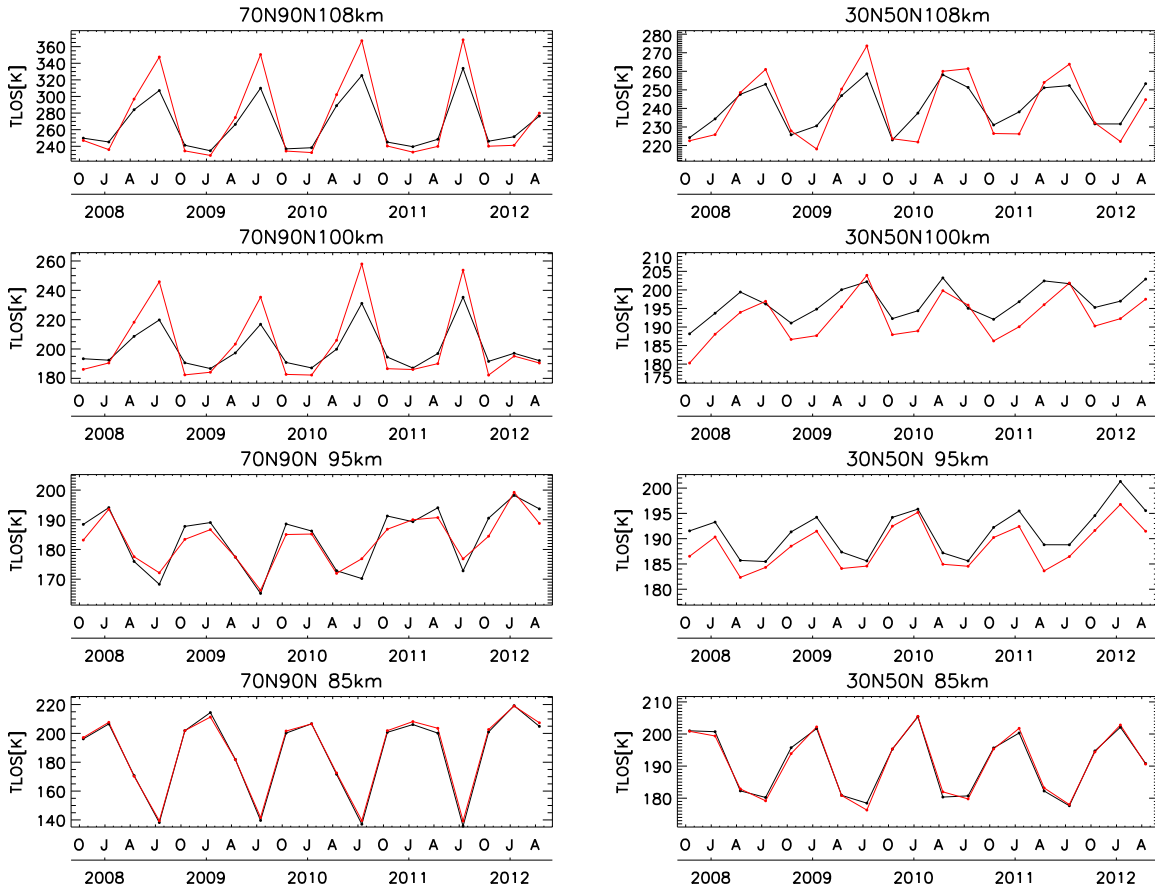 70N90N108km
TLOS[K]
360
340
320
300
280
260
240
O J A J O J A J O J A J O J A J O J A
2008 2009 2010 2011 2012
30N50N108km
TLOS[K]
280
270
260
250
240
230
220
O J A J O J A J O J A J O J A J O J A
2008 2009 2010 2011 2012
70N90N100km
TLOS[K]
260
240
220
200
180
O J A J O J A J O J A J O J A J O J A
2008 2009 2010 2011 2012
30N50N100km
TLOS[K]
210
205
200
195
190
185
180
175
O J A J O J A J O J A J O J A J O J A
2008 2009 2010 2011 2012
70N90N 95km
TLOS[K]
200
190
180
170
O J A J O J A J O J A J O J A J O J A
2008 2009 2010 2011 2012
30N50N 95km
TLOS[K]
200
195
190
185
180
O J A J O J A J O J A J O J A J O J A
2008 2009 2010 2011 2012
70N90N 85km
TLOS[K]
220
200
180
160
140
O J A J O J A J O J A J O J A J O J A
2008 2009 2010 2011 2012
30N50N 85km
TLOS[K]
210
200
190
180
O J A J O J A J O J A J O J A J O J A
2008 2009 2010 2011 2012